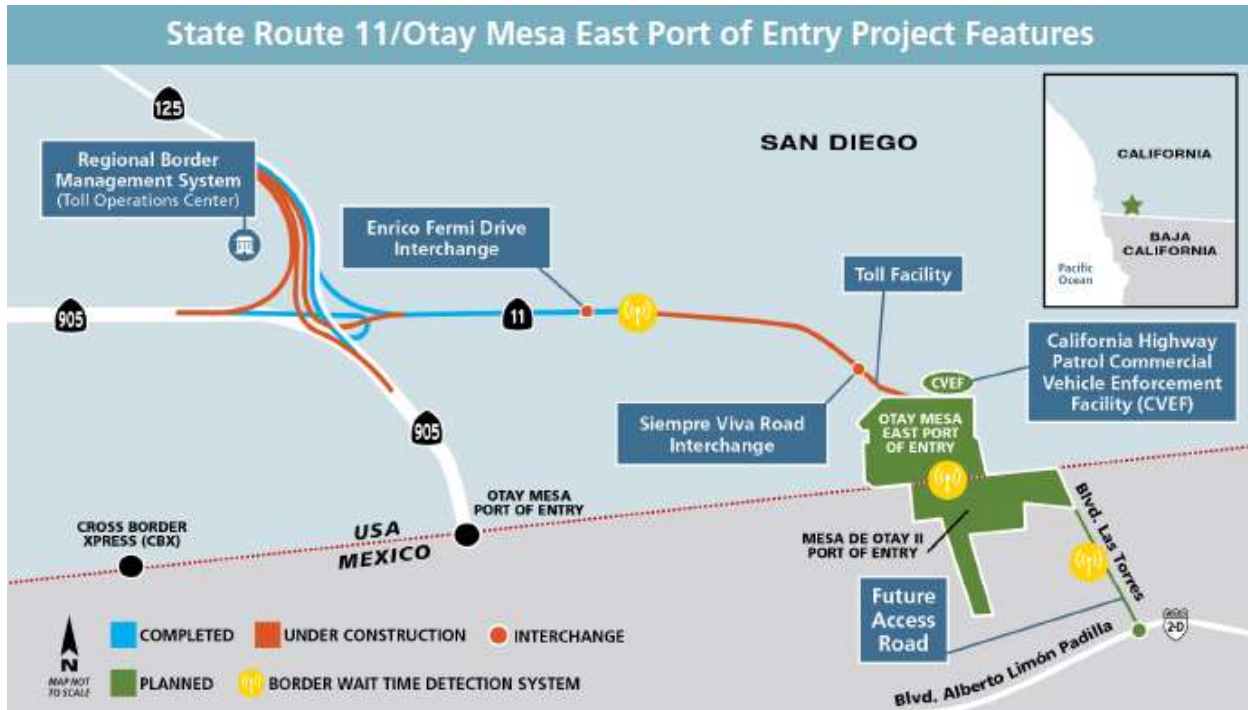 State Route 11/Otay Mesa East Port of Entry Project Features
125
SAN DIEGO
CALIFORNIA
BAJA
CALIFORNIA
Pacific
Ocean
Regional Border
Management System
(Toll Operations Center)
Enrico Fermi Drive
Interchange
Toll Facility
905
11
California Highway
Patrol Commercial
Vehicle Enforcement
Facility (CVEF)
CVEF
Siempre Viva Road
Interchange
OTAY MESA
EAST PORT
OF ENTRY
905
OTAY MESA
PORT OF ENTRY
CROSS BORDER
XPRESS (CBX)
USA
MEXICO
MESA DE OTAY II
PORT OF ENTRY
Blvd. Las Torres
Future
Access
Road
2-D
Blvd. Alberto Limón Padilla
N
MAP NOT
TO SCALE
COMPLETED
UNDER CONSTRUCTION
INTERCHANGE
PLANNED
BORDER WAIT TIME DETECTION SYSTEM